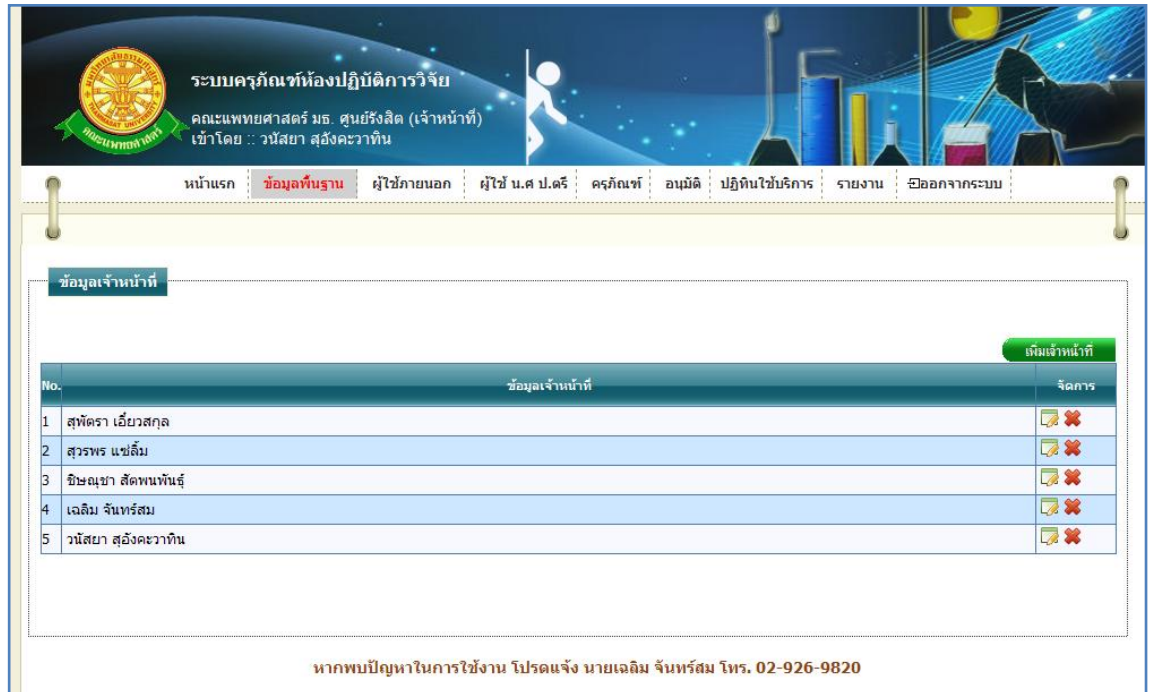 ระบบครุภัณฑ์ห้องปฏิบัติการวิจัย
คณะแพทยศาสตร์ มธ. ศูนย์รังสิต (เจ้าหน้าที่)
เข้าโดย :: วนัสยา สุอังคะวาทิน
คณะแพทยศาสตร์
หน้าแรก ข้อมูลพื้นฐาน ผู้ใช้ภายนอก ผู้ใช้ น.ศ ป.ตรี ครุภัณฑ์ อนุมัติ ปฏิทินใช้บริการ รายงาน ออกจากระบบ
ข้อมูลเจ้าหน้าที่
เพิ่มเจ้าหน้าที่
No. ข้อมูลเจ้าหน้าที่ จัดการ
1 สุพัตรา เอี่ยวสกุล
2 สุวรพร แซ่ลิ้ม
3 ชิษณุชา สัตพนพันธุ์
4 เฉลิม จันทร์สม
5 วนัสยา สุอังคะวาทิน
หากพบปัญหาในการใช้งาน โปรดแจ้ง นายเฉลิม จันทร์สม โทร. 02-926-9820